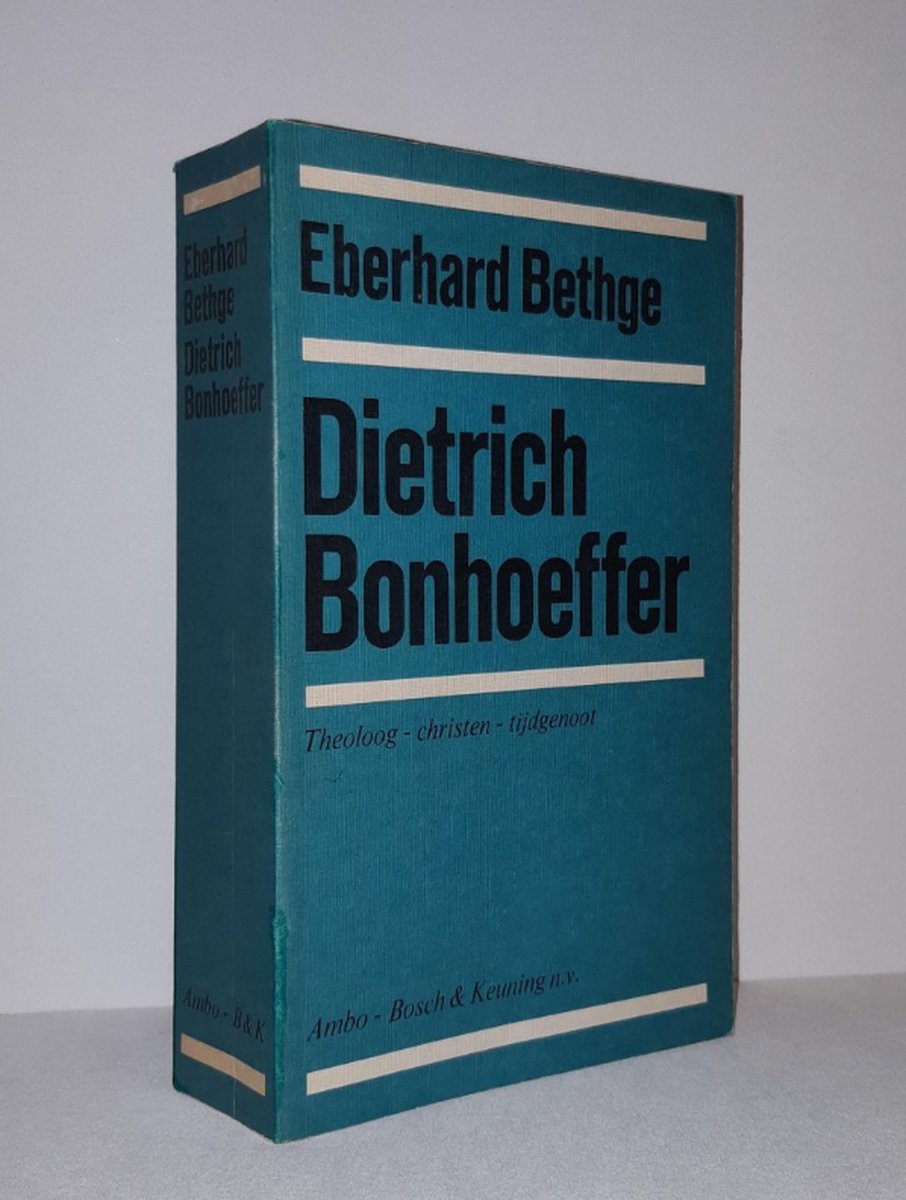 Eberhard
Bethge
Dietrich
Bonhoeffer
Ambo - B & K
Eberhard Bethge
Dietrich
Bonhoeffer
Theoloog - christen - tijdgenoot
Ambo - Bosch & Keuning n.v.